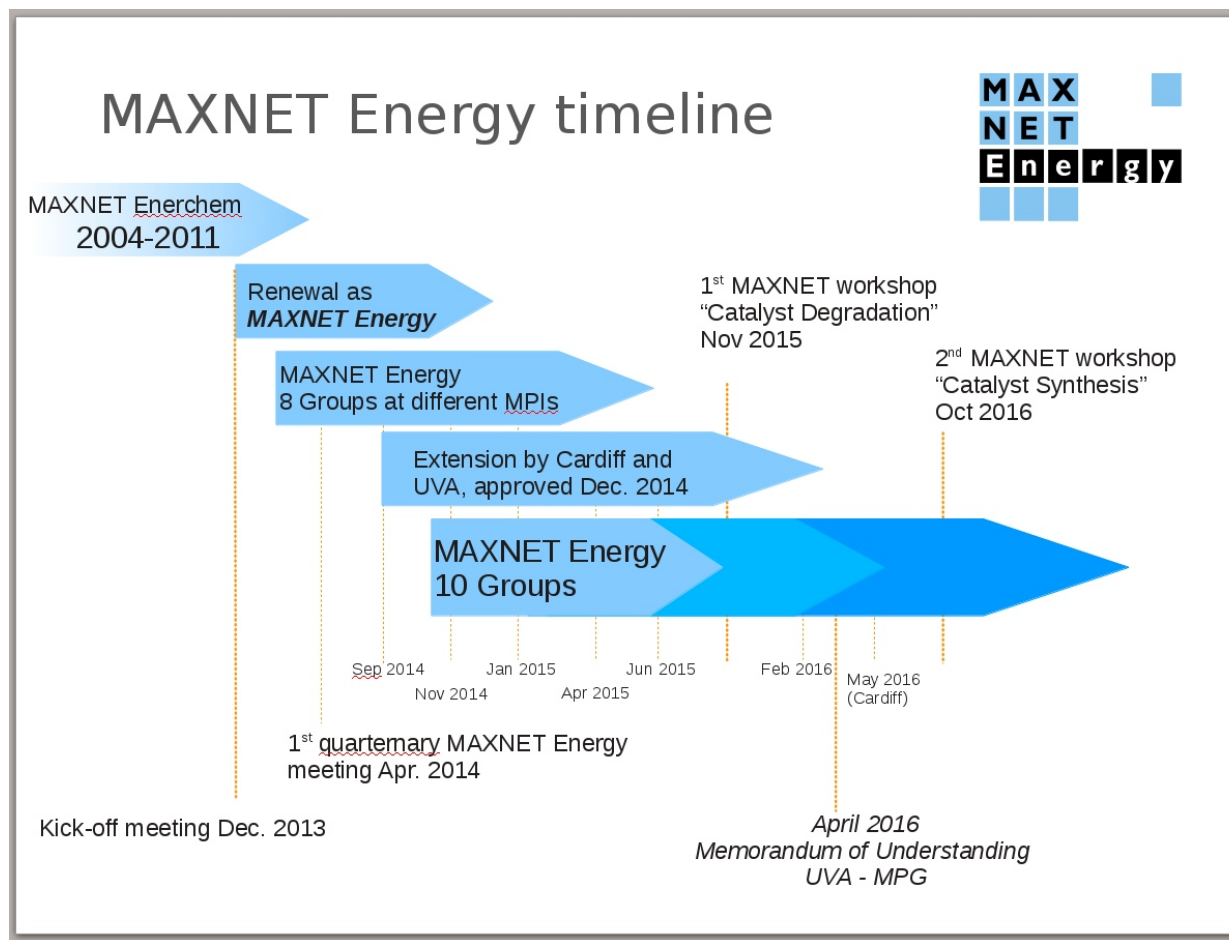 MAXNET Energy timeline
MAX
NET
Energy
MAXNET Enerchem
2004-2011
Renewal as
MAXNET Energy
MAXNET Energy
8 Groups at different MPIs
Extension by Cardiff and
UVA, approved Dec. 2014
MAXNET Energy
10 Groups
1st MAXNET workshop
“Catalyst Degradation”
Nov 2015
2nd MAXNET workshop
“Catalyst Synthesis”
Oct 2016
Sep 2014
Nov 2014
Jan 2015
Apr 2015
Jun 2015
Feb 2016
May 2016
(Cardiff)
1st quarternary MAXNET Energy
meeting Apr. 2014
Kick-off meeting Dec. 2013
April 2016
Memorandum of Understanding
UVA - MPG